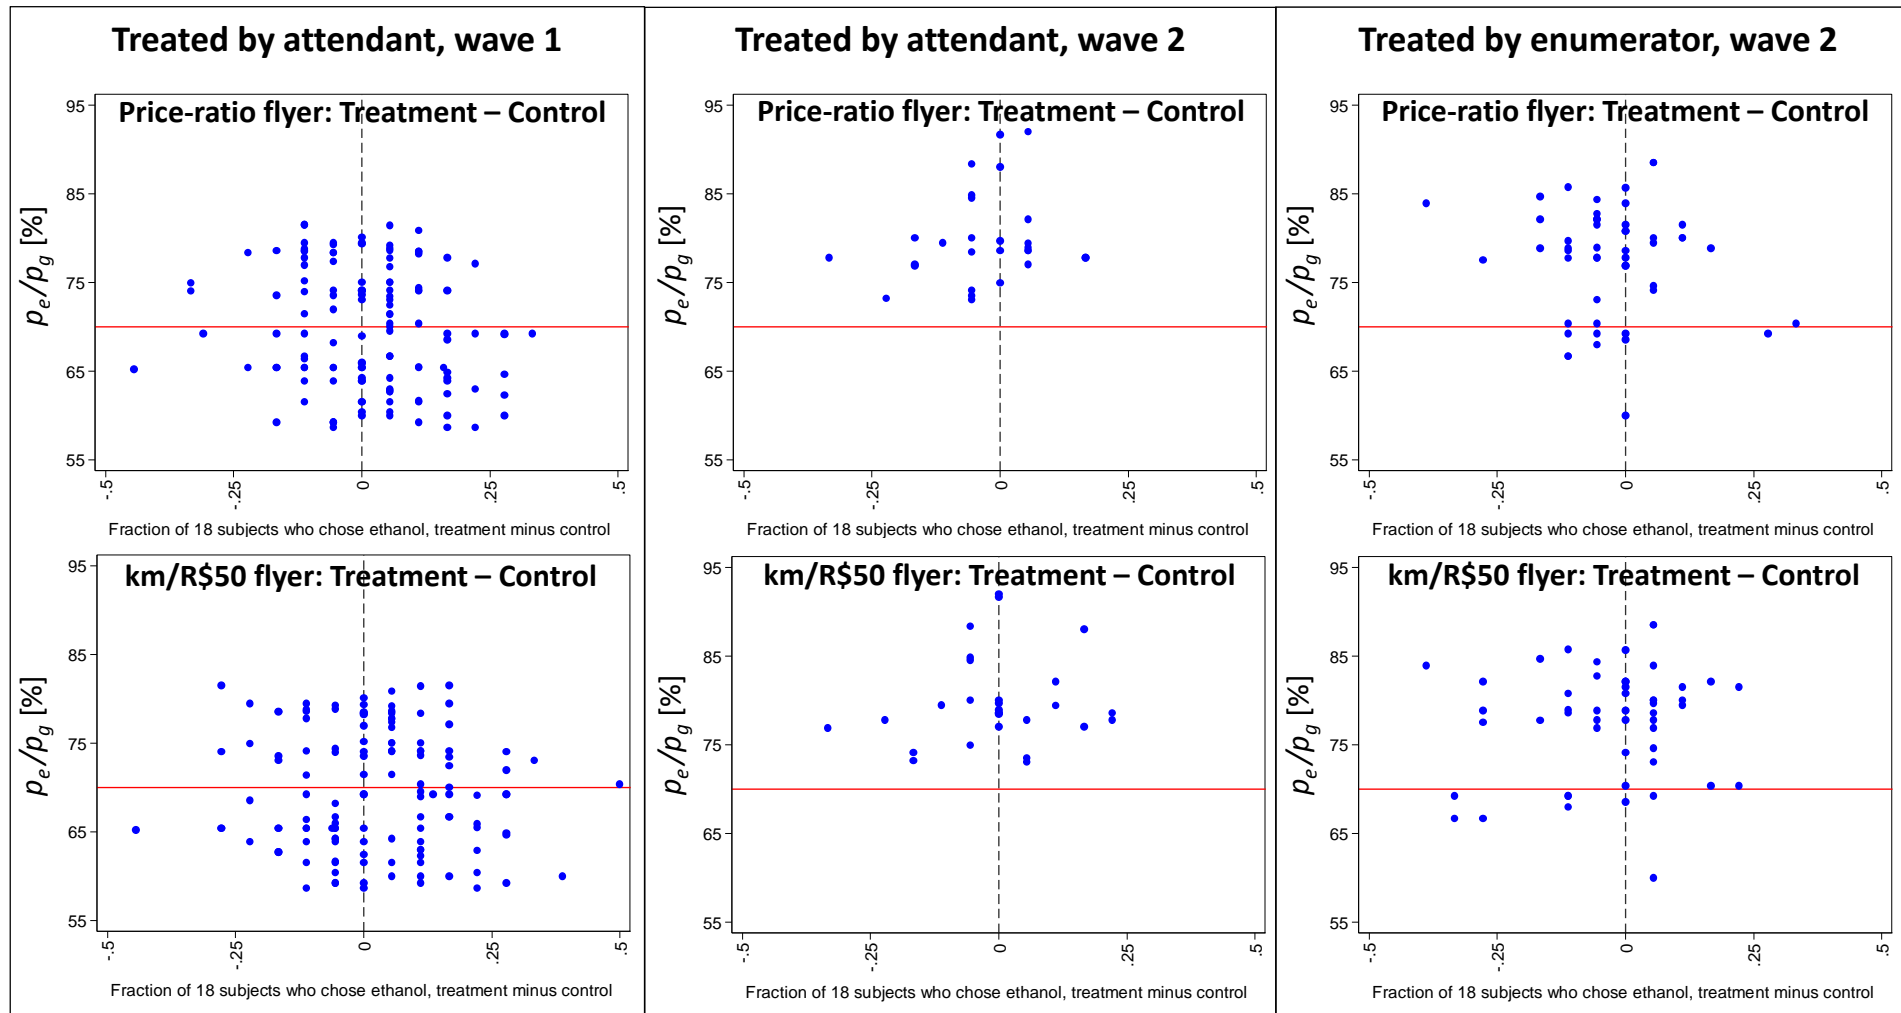 Treated by attendant, wave 1
Price-ratio flyer: Treatment – Control
95
85
75
65
55
pe/pg [%]
-.5
-.25
0
.25
.5
Fraction of 18 subjects who chose ethanol, treatment minus control
km/R$50 flyer: Treatment – Control
95
85
75
65
55
pe/pg [%]
-.5
-.25
0
.25
.5
Fraction of 18 subjects who chose ethanol, treatment minus control
Treated by attendant, wave 2
Price-ratio flyer: Treatment – Control
95
85
75
65
55
pe/pg [%]
-.5
-.25
0
.25
.5
Fraction of 18 subjects who chose ethanol, treatment minus control
km/R$50 flyer: Treatment – Control
95
85
75
65
55
pe/pg [%]
-.5
-.25
0
.25
.5
Fraction of 18 subjects who chose ethanol, treatment minus control
Treated by enumerator, wave 2
Price-ratio flyer: Treatment – Control
95
85
75
65
55
pe/pg [%]
-.5
-.25
0
.25
.5
Fraction of 18 subjects who chose ethanol, treatment minus control
km/R$50 flyer: Treatment – Control
95
85
75
65
55
pe/pg [%]
-.5
-.25
0
.25
.5
Fraction of 18 subjects who chose ethanol, treatment minus control